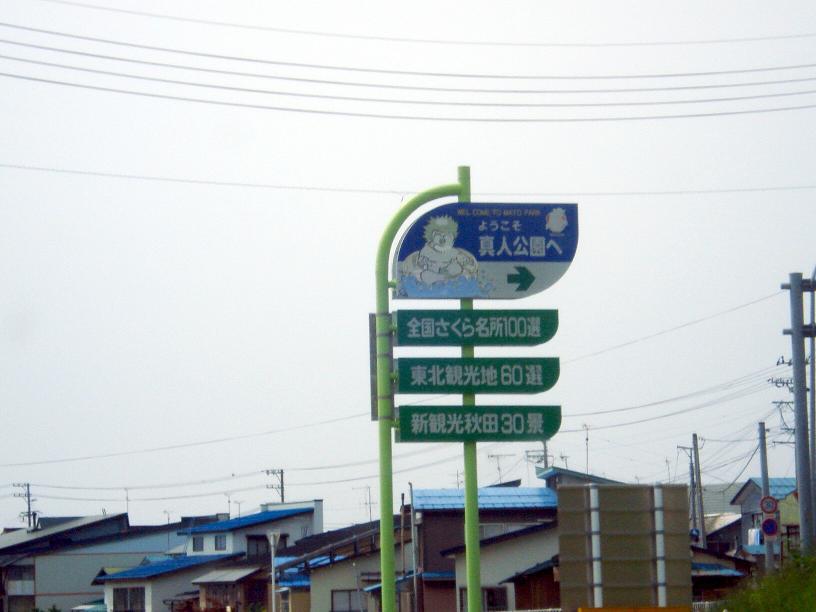 WELCOME TO MATO PARK
ようこそ
真人公園へ
全国さくら名所100選
東北観光地60選
新観光秋田30景